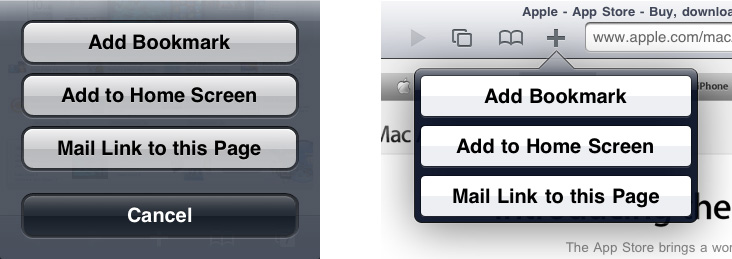 Add Bookmark
Add to Home Screen
Mail Link to this Page
Cancel
Apple - App Store - Buy, downloa
www.apple.com/mac
iPhone
Add Bookmark
Mac
Add to Home Screen
Mail Link to this Page
The App Store brings a wor